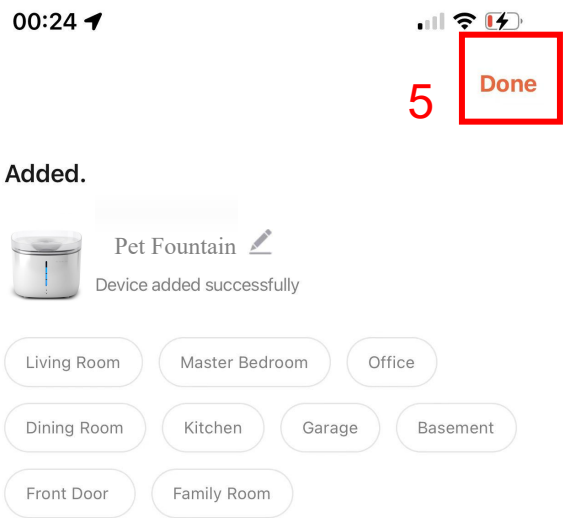 00:24
5 Done
Added.
Pet Fountain
Device added successfully
Living Room Master Bedroom Office
Dining Room Kitchen Garage Basement
Front Door Family Room